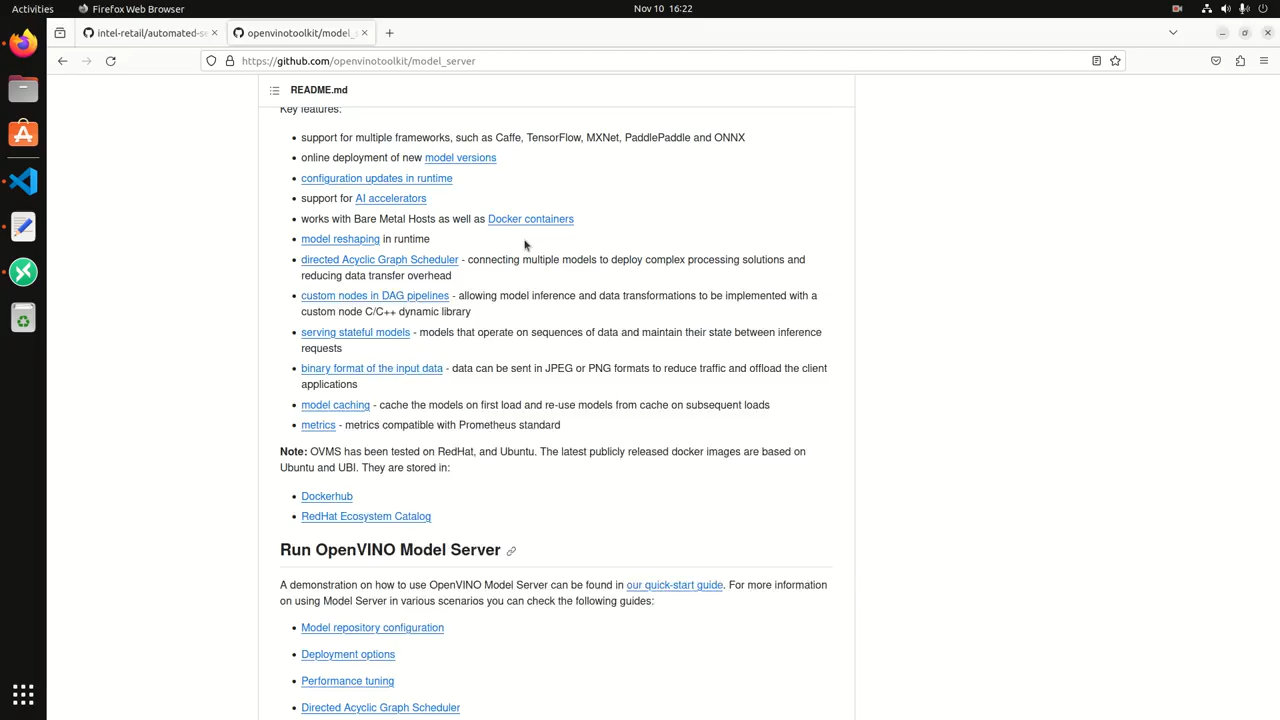 Activities
Firefox Web Browser
Nov 10 16:22
intel-retail/automated-se
openvinotoolkit/model_s
https://github.com/openvinotoolkit/model_server
README.md
Key features:
• support for multiple frameworks, such as Caffe, TensorFlow, MXNet, PaddlePaddle and ONNX
• online deployment of new model versions
• configuration updates in runtime
• support for AI accelerators
• works with Bare Metal Hosts as well as Docker containers
• model reshaping in runtime
• directed Acyclic Graph Scheduler - connecting multiple models to deploy complex processing solutions and
reducing data transfer overhead
• custom nodes in DAG pipelines - allowing model inference and data transformations to be implemented with a
custom node C/C++ dynamic library
• serving stateful models - models that operate on sequences of data and maintain their state between inference
requests
• binary format of the input data - data can be sent in JPEG or PNG formats to reduce traffic and offload the client
applications
• model caching - cache the models on first load and re-use models from cache on subsequent loads
• metrics - metrics compatible with Prometheus standard
Note: OVMS has been tested on RedHat, and Ubuntu. The latest publicly released docker images are based on
Ubuntu and UBI. They are stored in:
• Dockerhub
• RedHat Ecosystem Catalog
Run OpenVINO Model Server
A demonstration on how to use OpenVINO Model Server can be found in our quick-start guide. For more information
on using Model Server in various scenarios you can check the following guides:
• Model repository configuration
• Deployment options
• Performance tuning
• Directed Acyclic Graph Scheduler